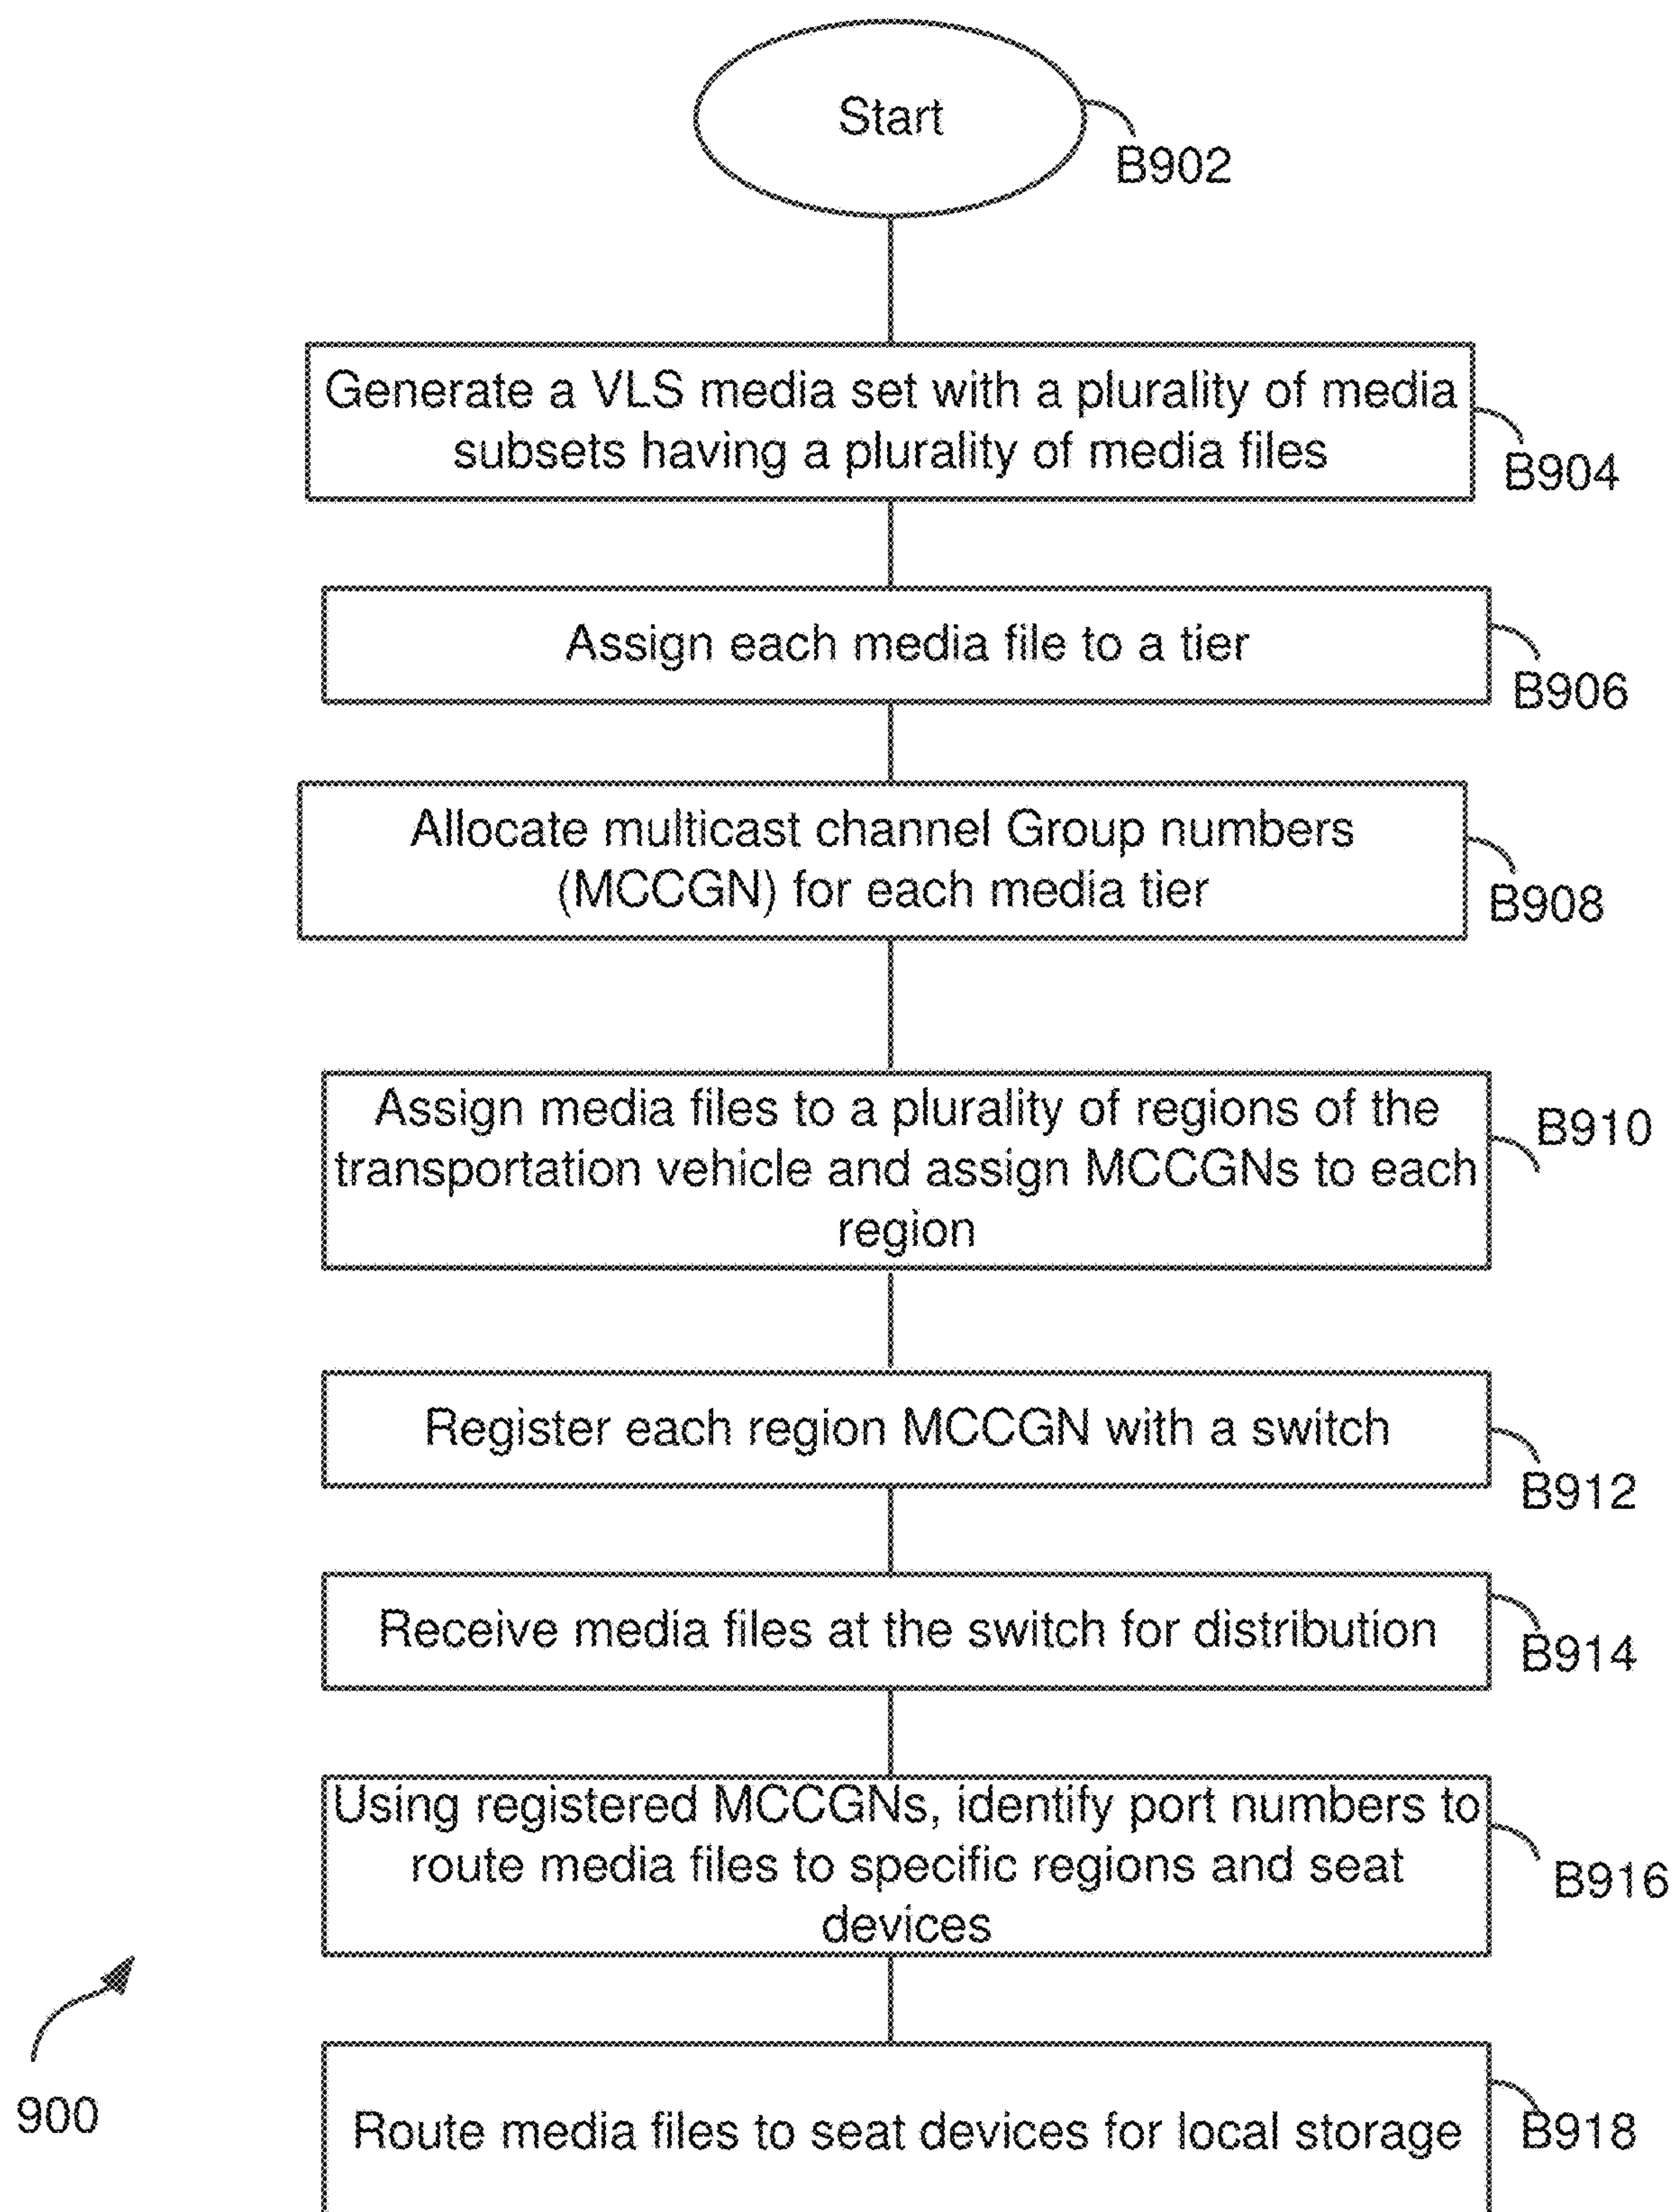 Start
B902
Generate a VLS media set with a plurality of media
subsets having a plurality of media files
B904
Assign each media file to a tier
B906
Allocate multicast channel Group numbers
(MCCGN) for each media tier
B908
Assign media files to a plurality of regions of the
transportation vehicle and assign MCCGNs to each
region
B910
Register each region MCCGN with a switch
B912
Receive media files at the switch for distribution
B914
Using registered MCCGNs, identify port numbers to
route media files to specific regions and seat
devices
B916
900
Route media files to seat devices for local storage
B918